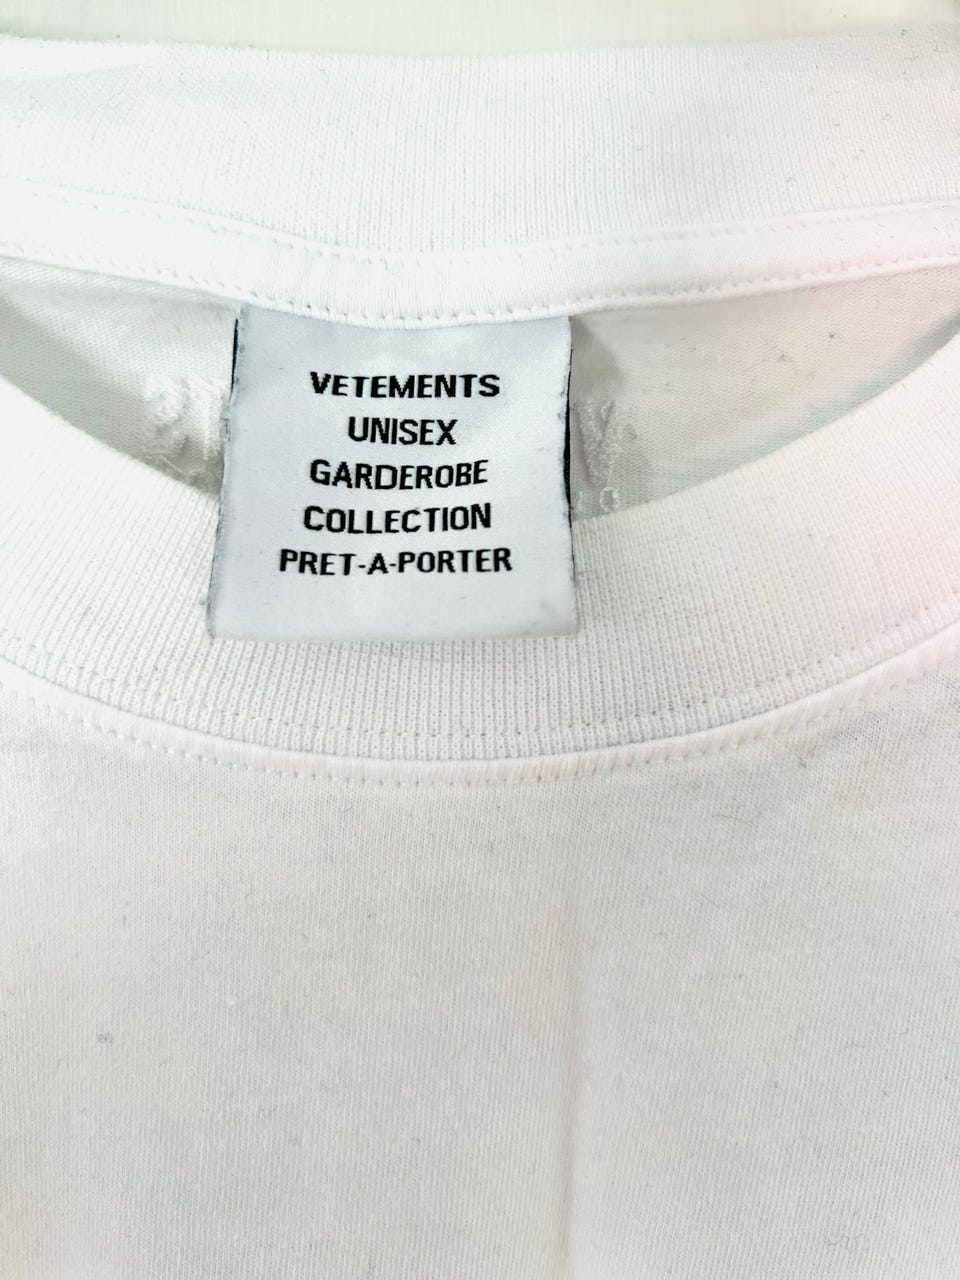 VETEMENTS
UNISEX
GARDEROBE
COLLECTION
PRET-A-PORTER